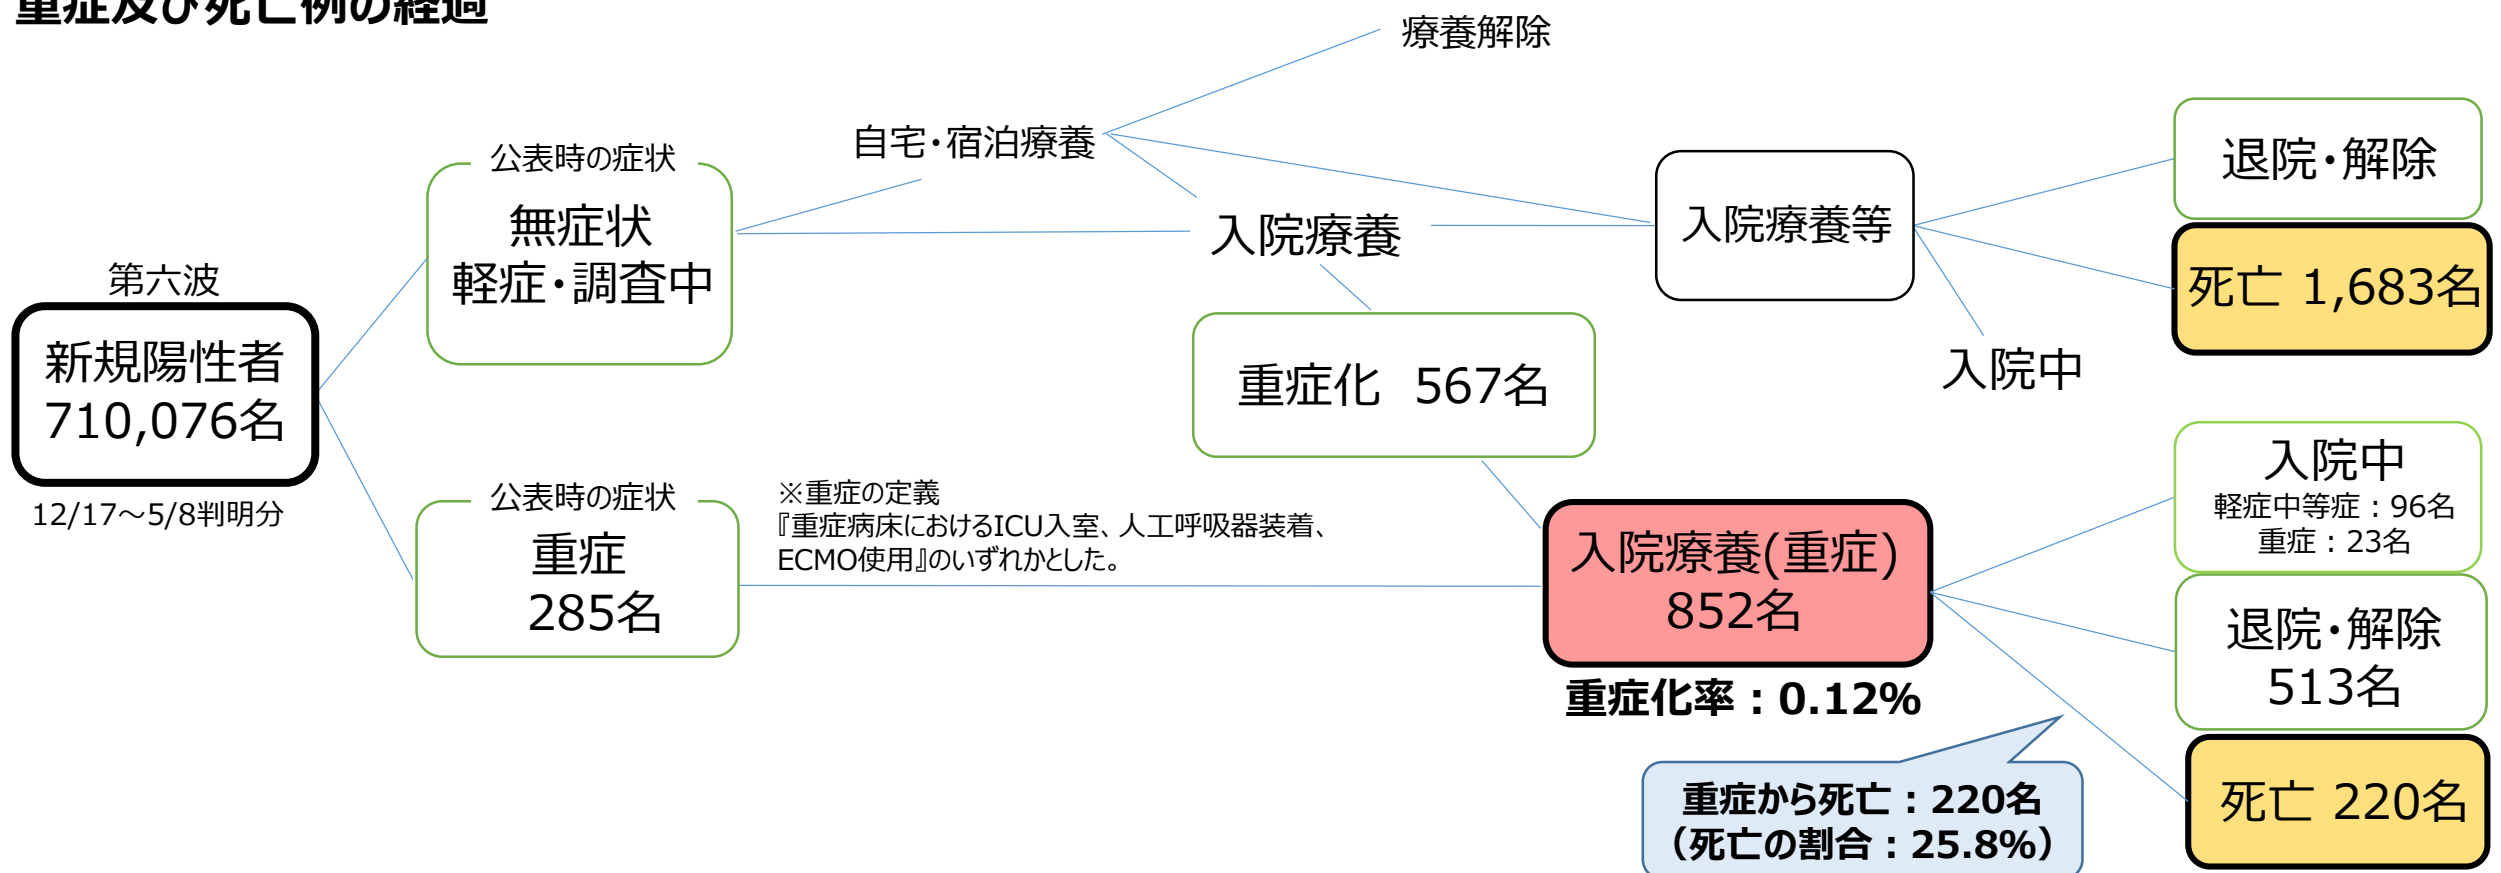 重症及び死亡例の経過
療養解除
自宅・宿泊療養
公表時の症状
無症状
軽症・調査中
入院療養
入院療養等
退院・解除
死亡 1,683名
入院中
第六波
新規陽性者
710,076名
12/17～5/8判明分
重症化 567名
公表時の症状
重症
285名
※重症の定義
『重症病床におけるICU入室、人工呼吸器装着、
ECMO使用』のいずれかとした。
入院療養(重症)
852名
重症化率：0.12%
入院中
軽症中等症：96名
重症：23名
退院・解除
513名
死亡 220名
重症から死亡：220名
（死亡の割合：25.8%）